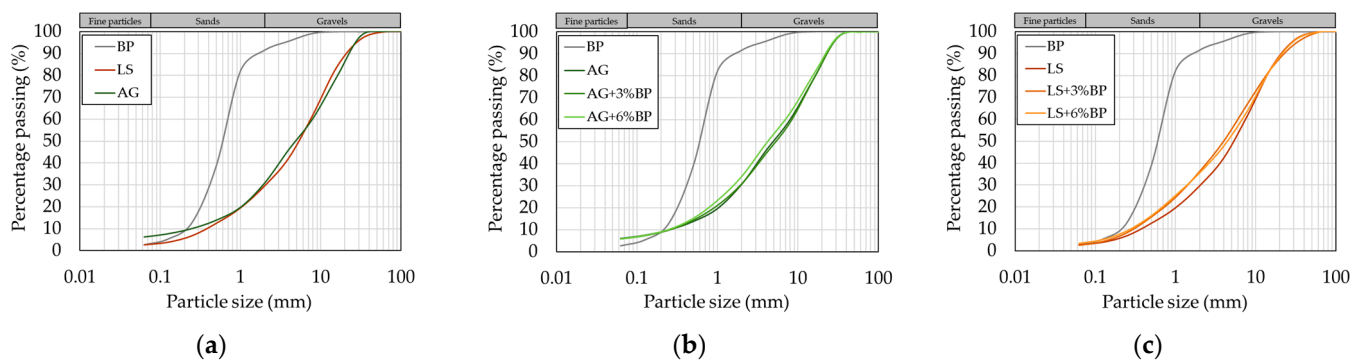 Fine particles Sands Gravels
100
90
80
70
60
50
40
30
20
10
0
Percentage passing (%)
BP
LS
AG
0.01 0.1 1 10 100
Particle size (mm)
(a)
Fine particles Sands Gravels
100
90
80
70
60
50
40
30
20
10
0
Percentage passing (%)
BP
AG
AG+3%BP
AG+6%BP
0.01 0.1 1 10 100
Particle size (mm)
(b)
Fine particles Sands Gravels
100
90
80
70
60
50
40
30
20
10
0
Percentage passing (%)
BP
LS
LS+3%BP
LS+6%BP
0.01 0.1 1 10 100
Particle size (mm)
(c)